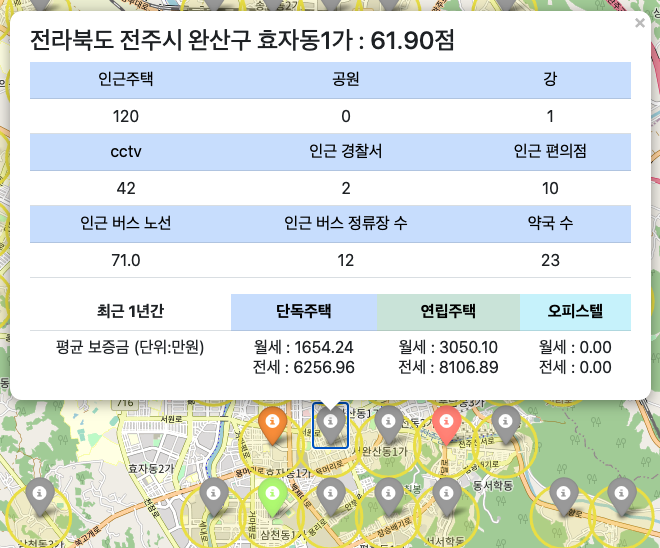 전라북도 전주시 완산구 효자동1가 : 61.90점
×
인근주택 공원 강
120 0 1
cctv 인근 경찰서 인근 편의점
42 2 10
인근 버스 노선 인근 버스 정류장 수 약국 수
71.0 12 23
최근 1년간 단독주택 연립주택 오피스텔
평균 보증금 (단위:만원) 월세 : 1654.24 월세 : 3050.10 월세 : 0.00
전세 : 6256.96 전세 : 8106.89 전세 : 0.00
716
서원로
효자동2가
효자동1가
서완산동1가
동서학동
삼천동1가
삼천동3가
서서학동